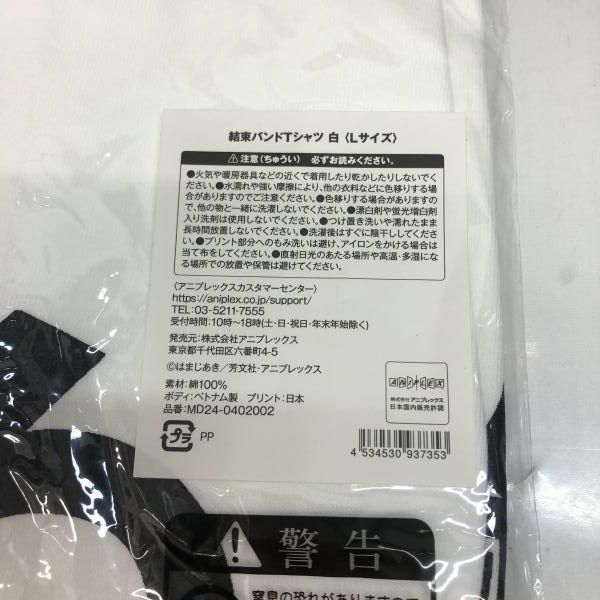 結束バンドTシャツ 白〈Lサイズ〉
注意(ちゅうい) 必ずお読みください。
●火気や暖房器具などの近くで着用したり乾かしたりしないでく
ださい。●水濡れや強い摩擦により、他の衣料などに色移りする場
合がありますのでご注意ください。●色移りする場合がありますの
で、他の物と一緒に洗濯しないでください。●漂白剤や蛍光増白剤
入り洗剤は使用しないでください。●つけ置き洗いや濡れたまま
長時間放置しないでください。●洗濯後はすぐに陰干ししてくださ
い。●プリント部分へのもみ洗いは避け、アイロンをかける場合は
当て布をしてください。●直射日光のあたる場所や高温・多湿にな
る場所での放置や保管は避けてください。
〈アニプレックスカスタマーセンター〉
https://aniplex.co.jp/support/
TEL:03-5211-7555
受付時間:10時~18時(土・日・祝日・年末年始除く)
発売元:株式会社アニプレックス
東京都千代田区六番町4-5
©はまじあき/芳文社・アニプレックス
素材:綿100%
ボディ:ベトナム製 プリント:日本
品番:MD24-0402002
プラ PP
ANIPLEX
株式会社アニプレックス
日本国内販売許諾
4 534530 937353
警告
窒息の恐れがありますので